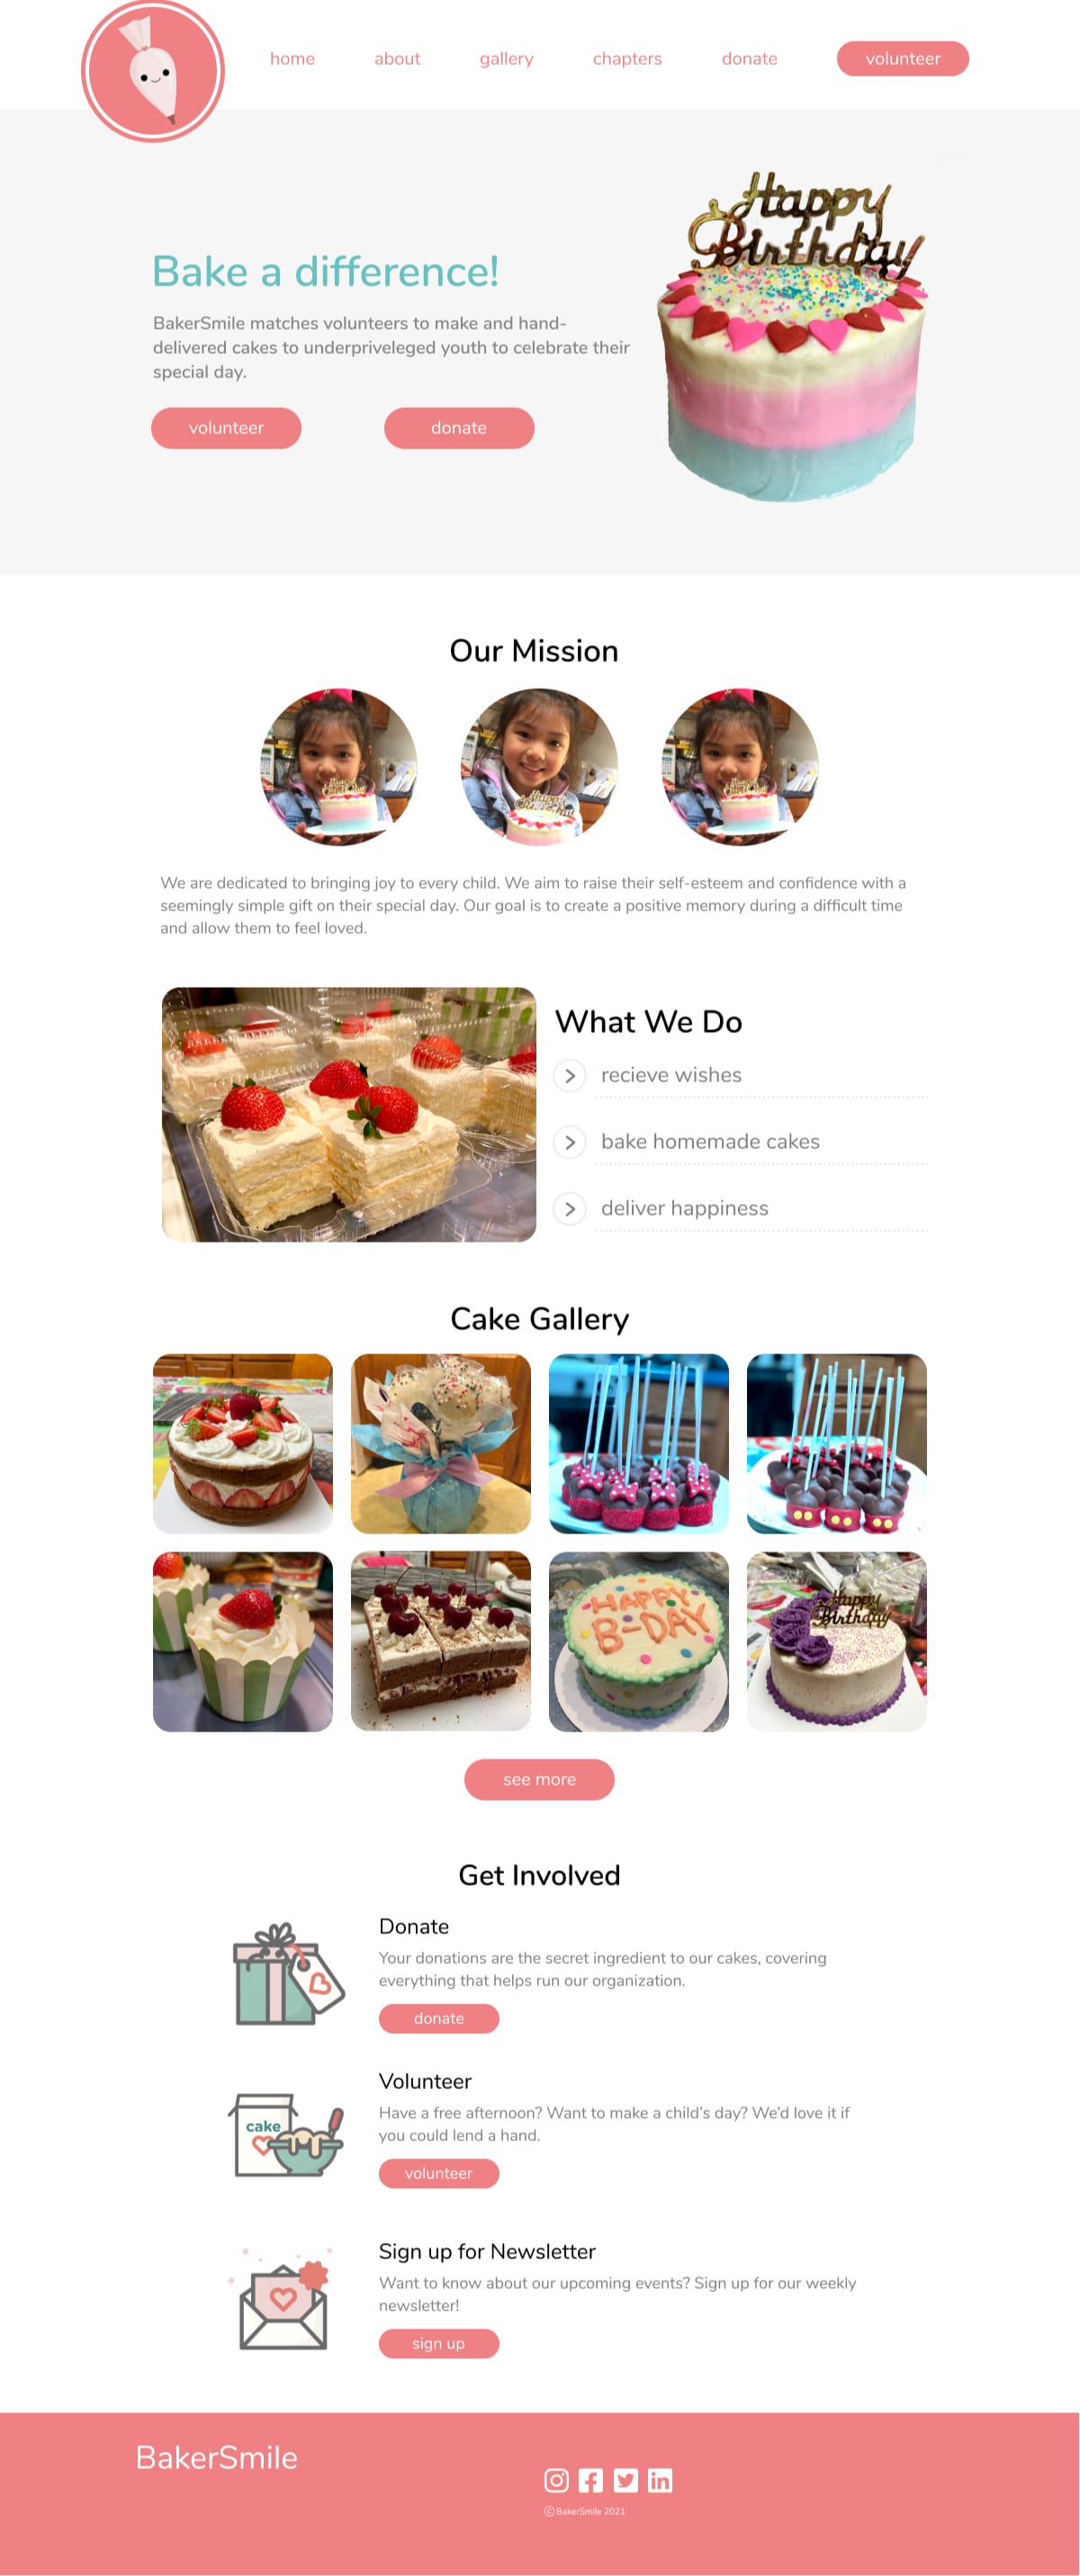 home about gallery chapters donate volunteer
Happy
Birthday
Bake a difference!
BakerSmile matches volunteers to make and hand-
delivered cakes to underpriveleged youth to celebrate their
special day.
volunteer donate
Our Mission
Happy
Birthday
We are dedicated to bringing joy to every child. We aim to raise their self-esteem and confidence with a
seemingly simple gift on their special day. Our goal is to create a positive memory during a difficult time
and allow them to feel loved.
What We Do
recieve wishes
bake homemade cakes
deliver happiness
Cake Gallery
HAPPY
B-DAY
Happy
Birthday
see more
Get Involved
Donate
Your donations are the secret ingredient to our cakes, covering
everything that helps run our organization.
donate
cake
Volunteer
Have a free afternoon? Want to make a child's day? We'd love it if
you could lend a hand.
volunteer
Sign up for Newsletter
Want to know about our upcoming events? Sign up for our weekly
newsletter!
sign up
BakerSmile
© BakerSmile 2021